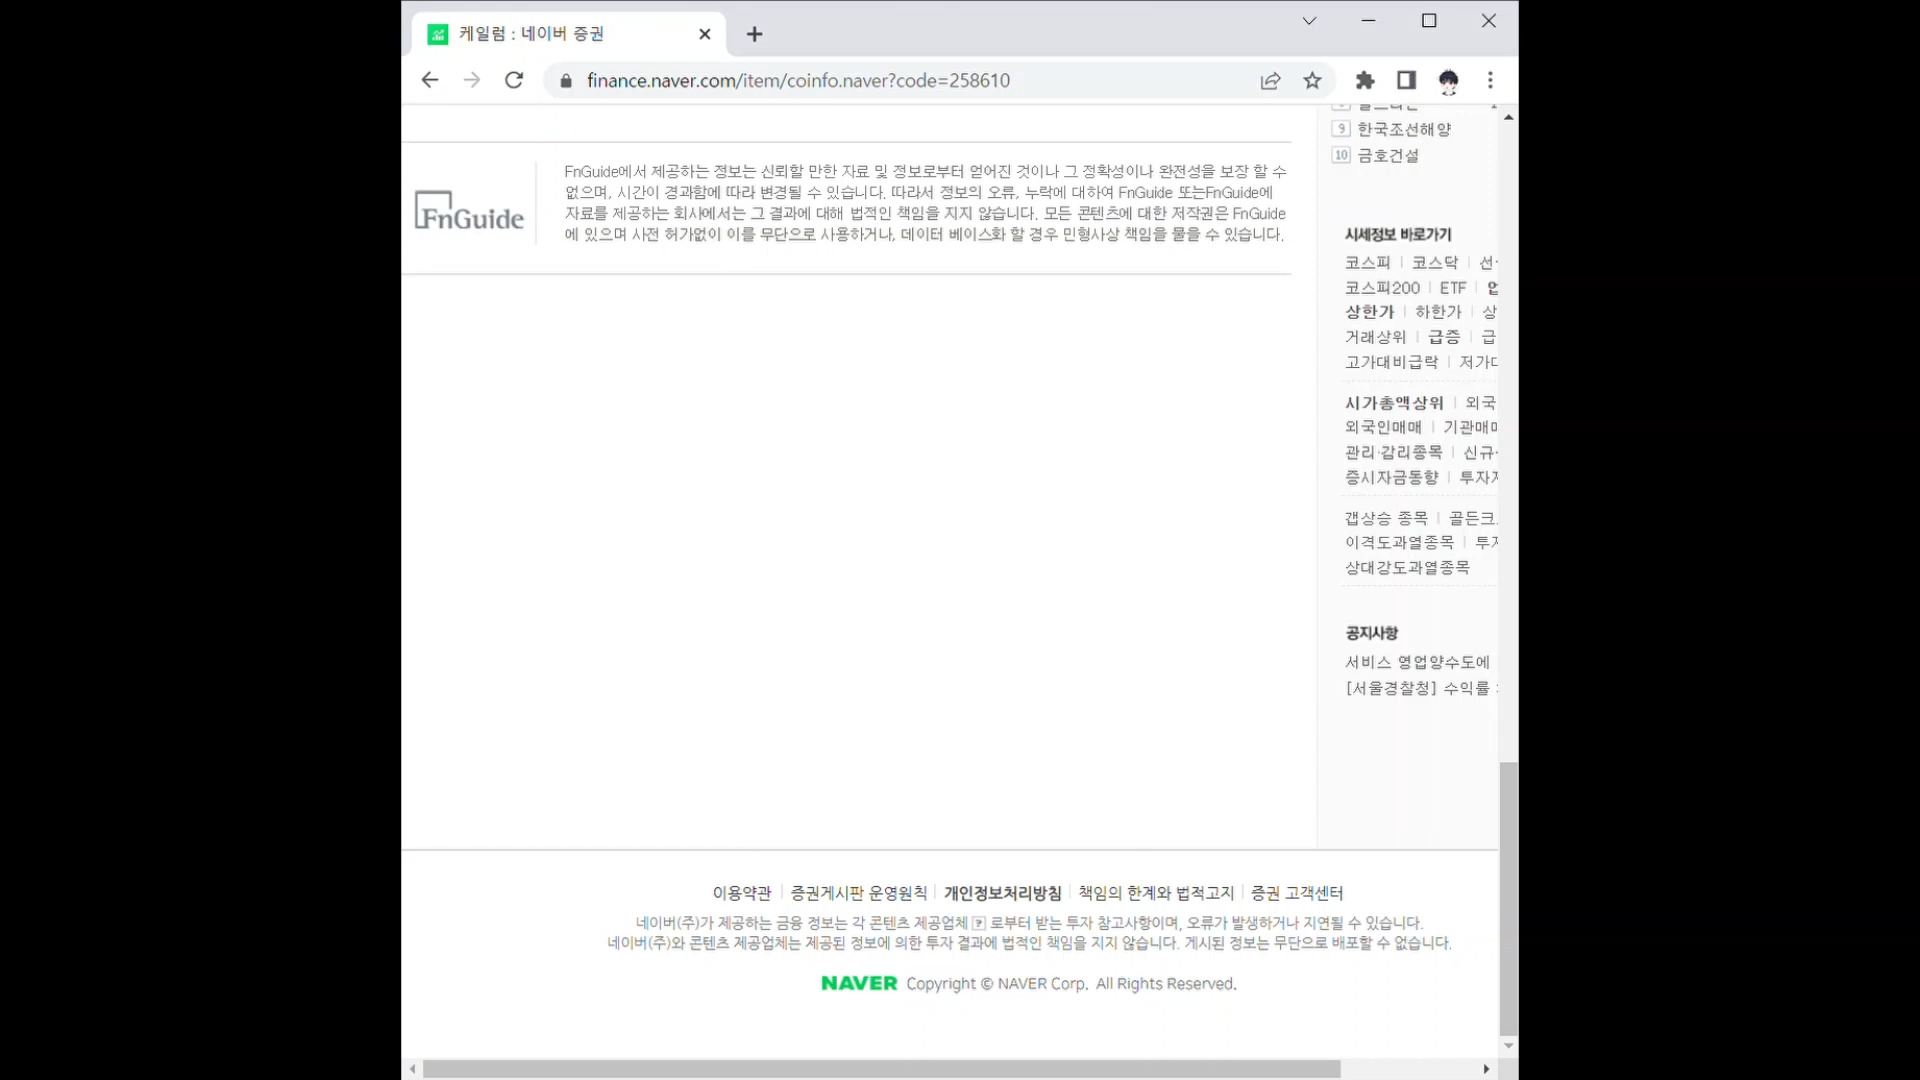 케일럼 : 네이버 증권
finance.naver.com/item/coinfo.naver?code=258610
9 한국조선해양
10 금호건설
FnGuide
FnGuide에서 제공하는 정보는 신뢰할 만한 자료 및 정보로부터 얻어진 것이나 그 정확성이나 완전성을 보장 할 수
없으며, 시간이 경과함에 따라 변경될 수 있습니다. 따라서 정보의 오류, 누락에 대하여 FnGuide 또는FnGuide에
자료를 제공하는 회사에서는 그 결과에 대해 법적인 책임을 지지 않습니다. 모든 콘텐츠에 대한 저작권은 FnGuide
에 있으며 사전 허가없이 이를 무단으로 사용하거나, 데이터 베이스화 할 경우 민형사상 책임을 물을 수 있습니다.
시세정보 바로가기
코스피 코스닥
코스피200 ETF
상한가 하한가
거래상위 급증
고가대비급락
시가총액상위 외국
외국인매매
관리·감리종목
증시자금동향
갭상승 종목
이격도과열종목
상대강도과열종목
공지사항
서비스 영업양수도에
[서울경찰청] 수익률
이용약관 증권게시판 운영원칙 개인정보처리방침 책임의 한계와 법적고지 증권 고객센터
네이버(주)가 제공하는 금융 정보는 각 콘텐츠 제공업체 ? 로부터 받는 투자 참고사항이며, 오류가 발생하거나 지연될 수 있습니다.
네이버(주)와 콘텐츠 제공업체는 제공된 정보에 의한 투자 결과에 법적인 책임을 지지 않습니다. 게시된 정보는 무단으로 배포할 수 없습니다.
NAVER Copyright © NAVER Corp. All Rights Reserved.